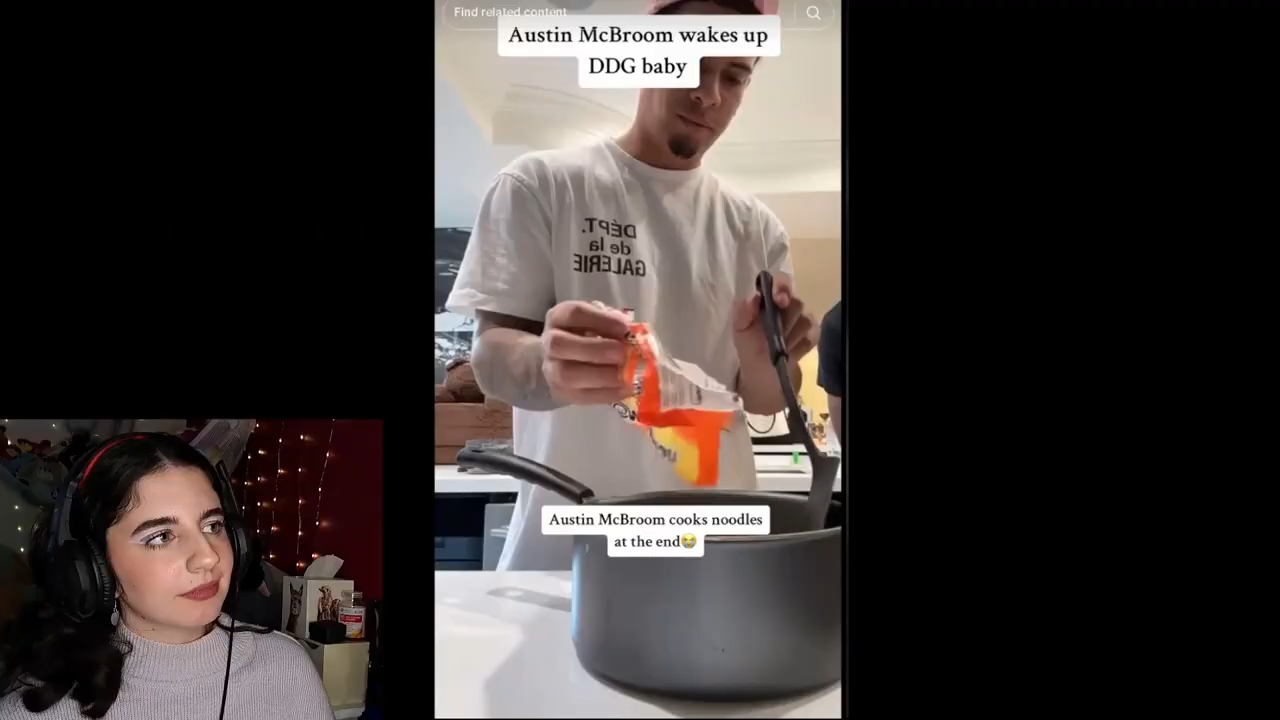 Find related content
Austin McBroom wakes up
DDG baby
DÉPT.
de la
GALERIE
Austin McBroom cooks noodles
at the end😭